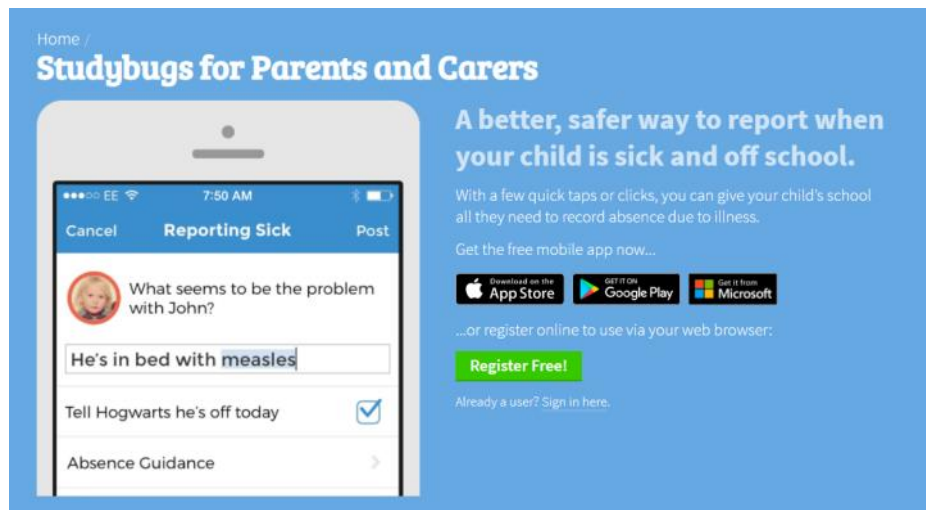 Home /
Studybugs for Parents and Carers
EE
7:50 AM
Cancel
Reporting Sick
Post
What seems to be the problem
with John?
He's in bed with measles
Tell Hogwarts he's off today
Absence Guidance
A better, safer way to report when
your child is sick and off school.
With a few quick taps or clicks, you can give your child's school
all they need to record absence due to illness.
Get the free mobile app now...
Download on the
App Store
GET IT ON
Google Play
Get it from
Microsoft
...or register online to use via your web browser:
Register Free!
Already a user? Sign in here.